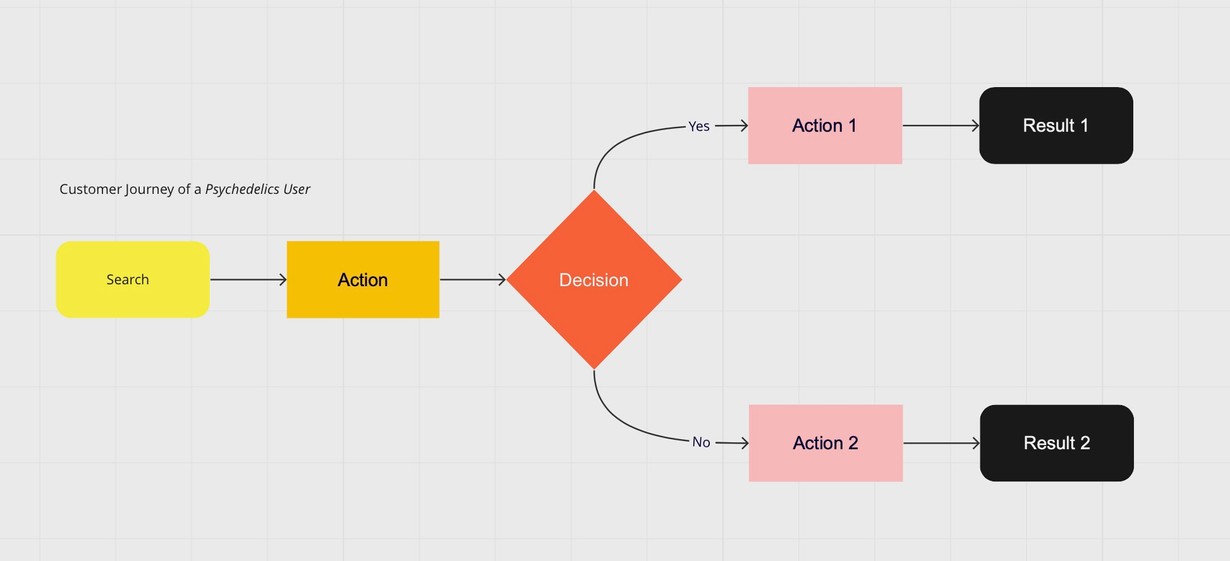 Customer Journey of a Psychedelics User
Search
Action
Decision
Yes
Action 1
Result 1
No
Action 2
Result 2